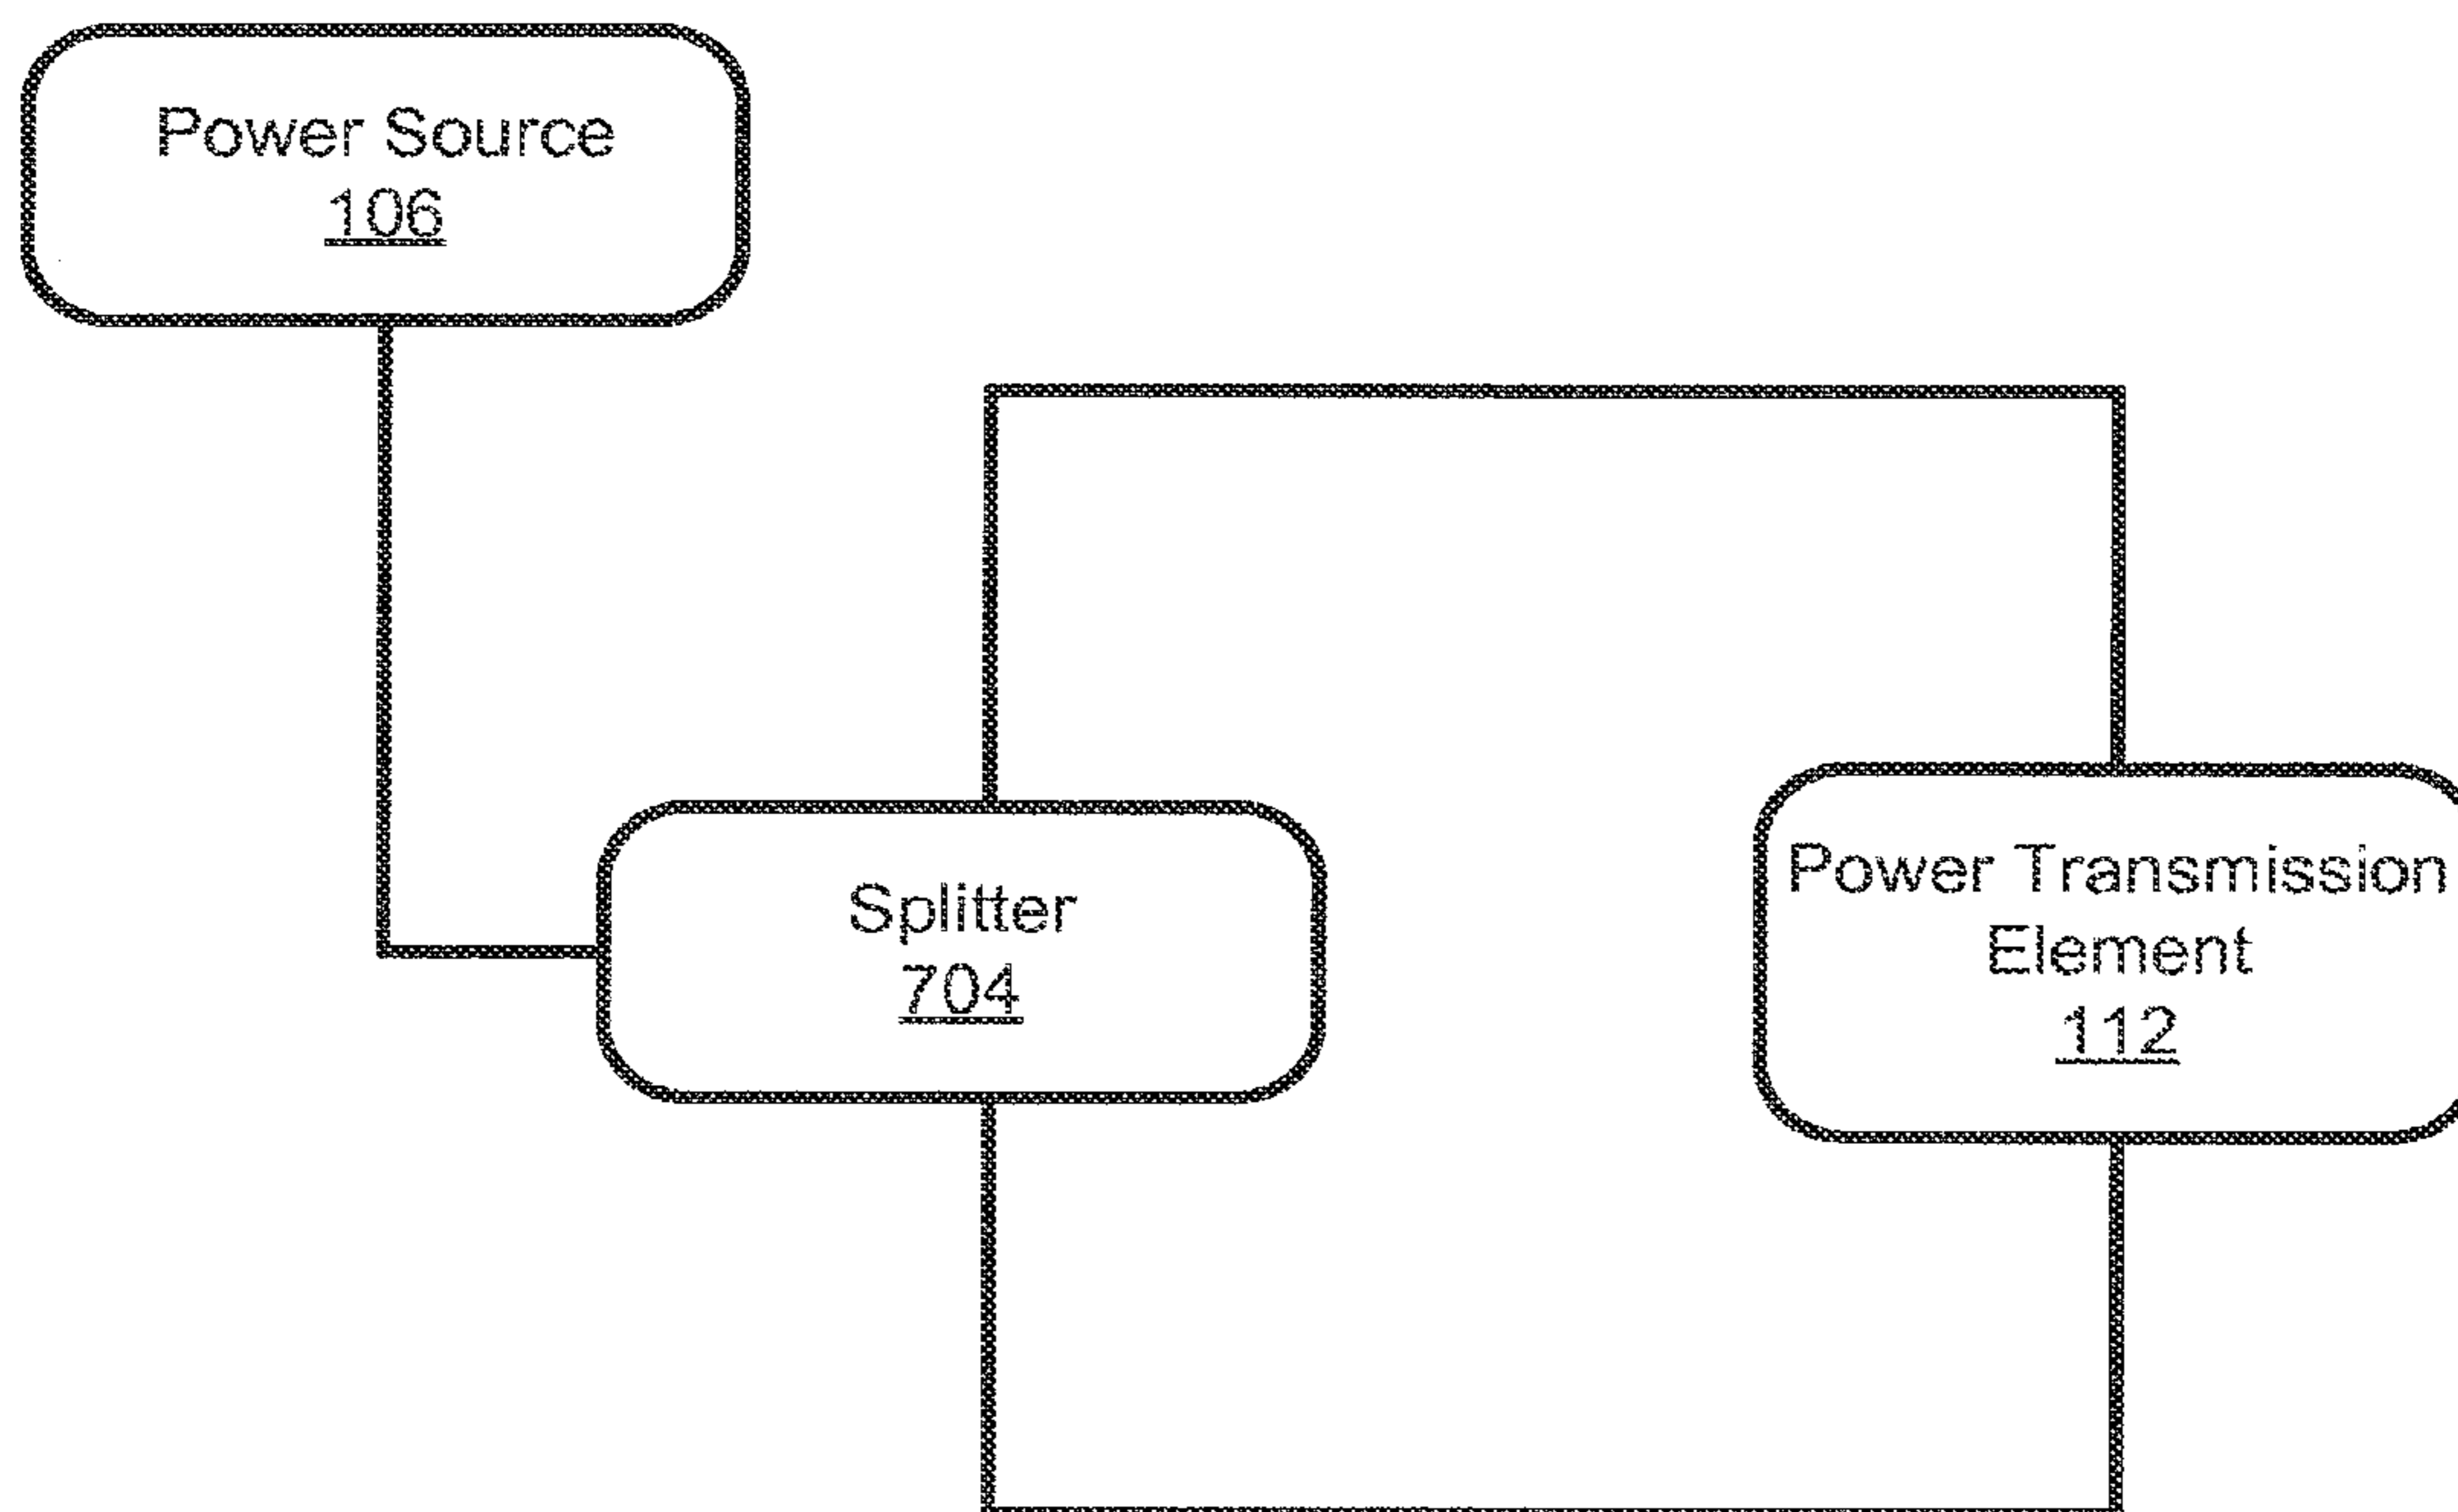 Power Source
106
Splitter
704
Power Transmission
Element
112